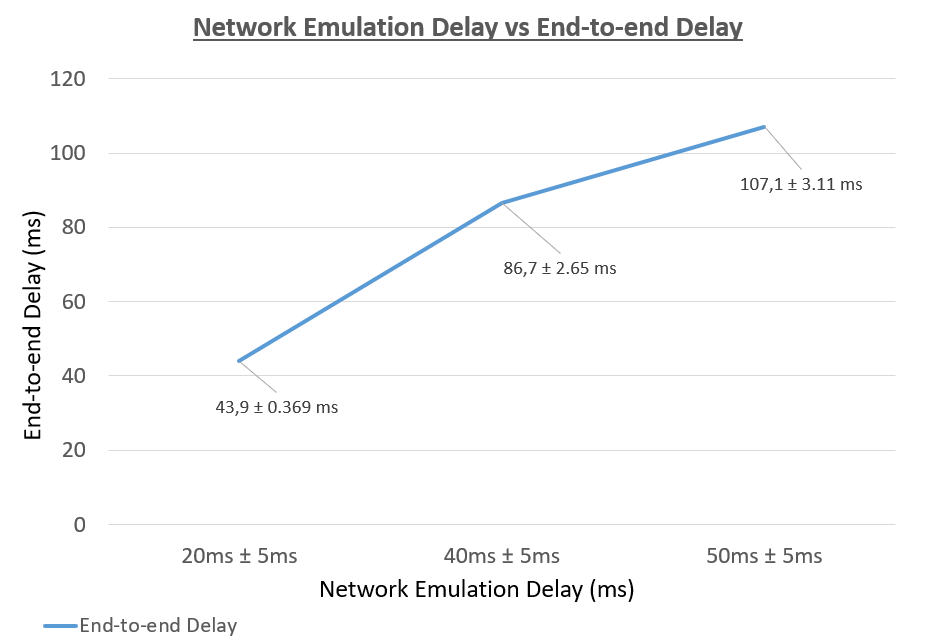 Network Emulation Delay vs End-to-end Delay
120
100
80
60
40
20
0
End-to-end Delay (ms)
107,1 ± 3.11 ms
86,7 ± 2.65 ms
43,9 ± 0.369 ms
20ms ± 5ms
40ms ± 5ms
50ms ± 5ms
Network Emulation Delay (ms)
End-to-end Delay